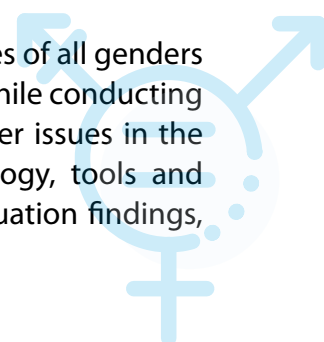 es of all genders
hile conducting
er issues in the
ogy, tools and
uation findings,